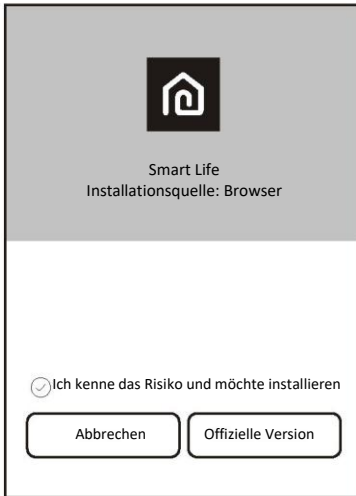 Smart Life
Installationsquelle: Browser
Ich kenne das Risiko und möchte installieren
Abbrechen
Offizielle Version